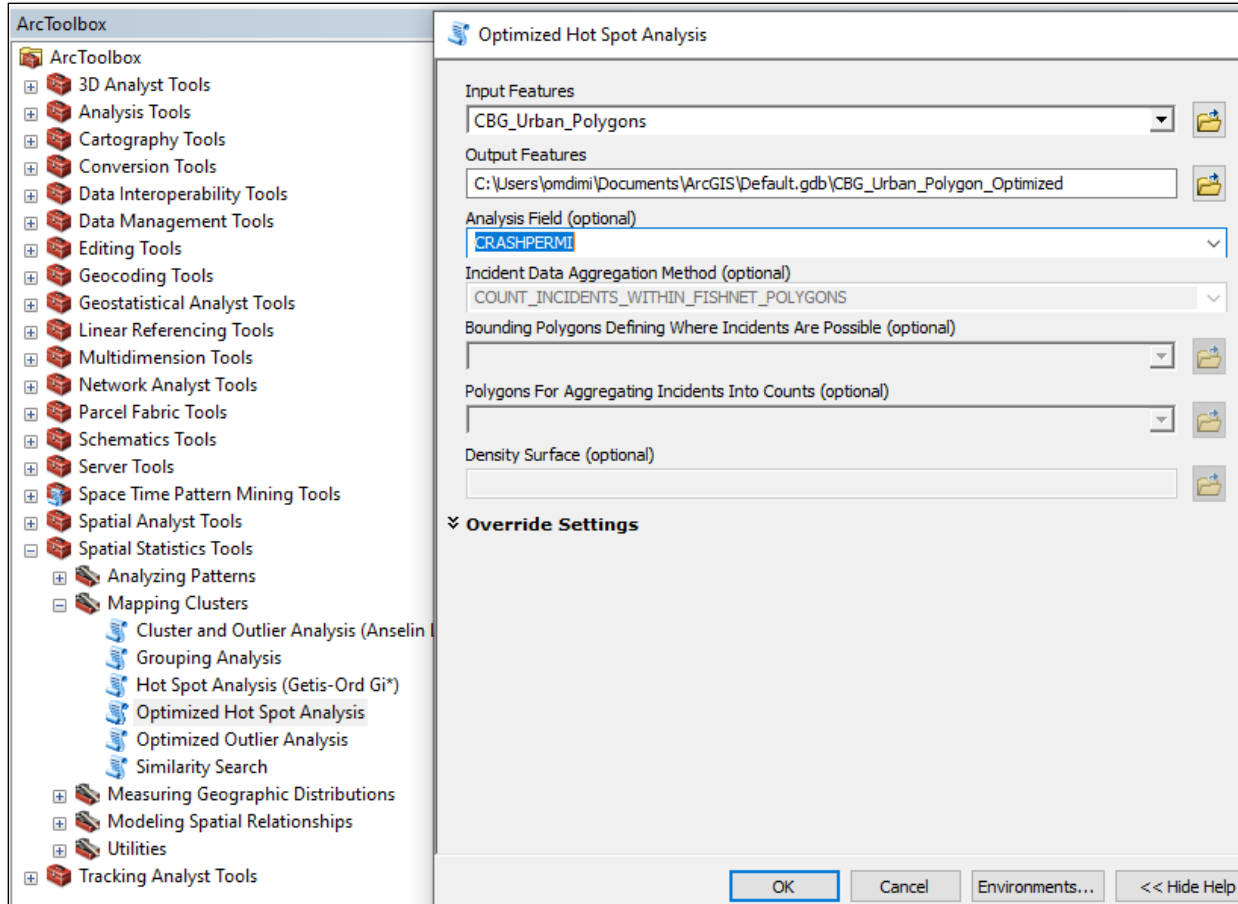 ArcToolbox
ArcToolbox
3D Analyst Tools
Analysis Tools
Cartography Tools
Conversion Tools
Data Interoperability Tools
Data Management Tools
Editing Tools
Geocoding Tools
Geostatistical Analyst Tools
Linear Referencing Tools
Multidimension Tools
Network Analyst Tools
Parcel Fabric Tools
Schematics Tools
Server Tools
Space Time Pattern Mining Tools
Spatial Analyst Tools
Spatial Statistics Tools
Analyzing Patterns
Mapping Clusters
Cluster and Outlier Analysis (Anselin
Grouping Analysis
Hot Spot Analysis (Getis-Ord Gi*)
Optimized Hot Spot Analysis
Optimized Outlier Analysis
Similarity Search
Measuring Geographic Distributions
Modeling Spatial Relationships
Utilities
Tracking Analyst Tools
Optimized Hot Spot Analysis
Input Features
CBG_Urban_Polygons
Output Features
C:\Users\omdimi\Documents\ArcGIS\Default.gdb\CBG_Urban_Polygon_Optimized
Analysis Field (optional)
CRASHPERMI
Incident Data Aggregation Method (optional)
COUNT_INCIDENTS_WITHIN_FISHNET_POLYGONS
Bounding Polygons Defining Where Incidents Are Possible (optional)
Polygons For Aggregating Incidents Into Counts (optional)
Density Surface (optional)
Override Settings
OK
Cancel
Environments...
<< Hide Help